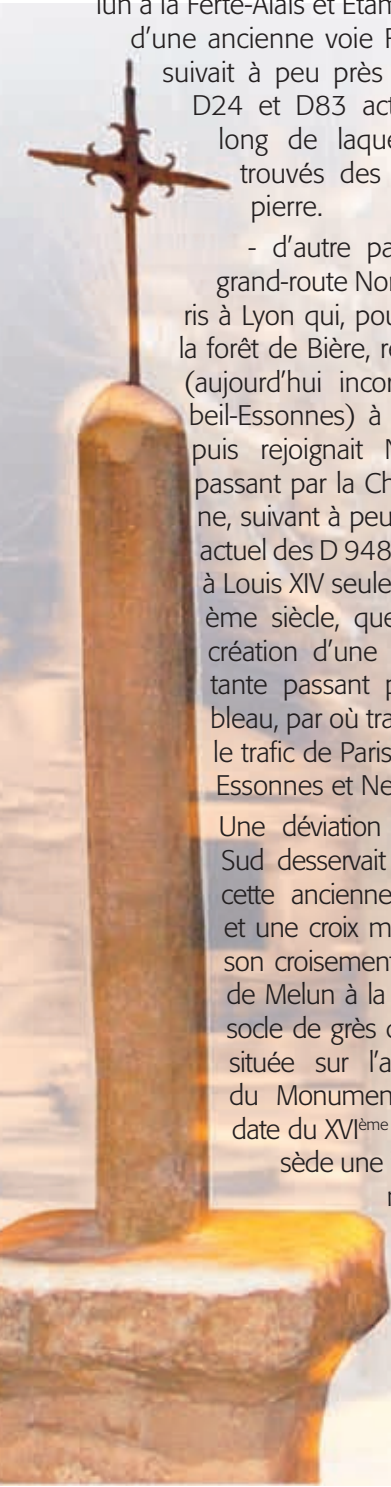 lun à la Ferté-Alais et Etam
d'une ancienne voie
suivait à peu près
D24 et D83 act
long de laque
trouvés des
pierre.
- d'autre pa
grand-route Nor
ris à Lyon qui, pou
la forêt de Bière, r
(aujourd'hui incor
beil-Essonnes) à
puis rejoignait
passant par la Ch
ne, suivant à peu
actuel des D 948
à Louis XIV seule
ème siècle, que
création d'une
tante passant p
bleau, par où tra
le trafic de Paris
Essonnes et Ne
Une déviation
Sud desservait
cette ancienne
et une croix m
son croisement
de Melun à la
socle de grès
située sur l'a
du Monumen
date du XVIème
sède une